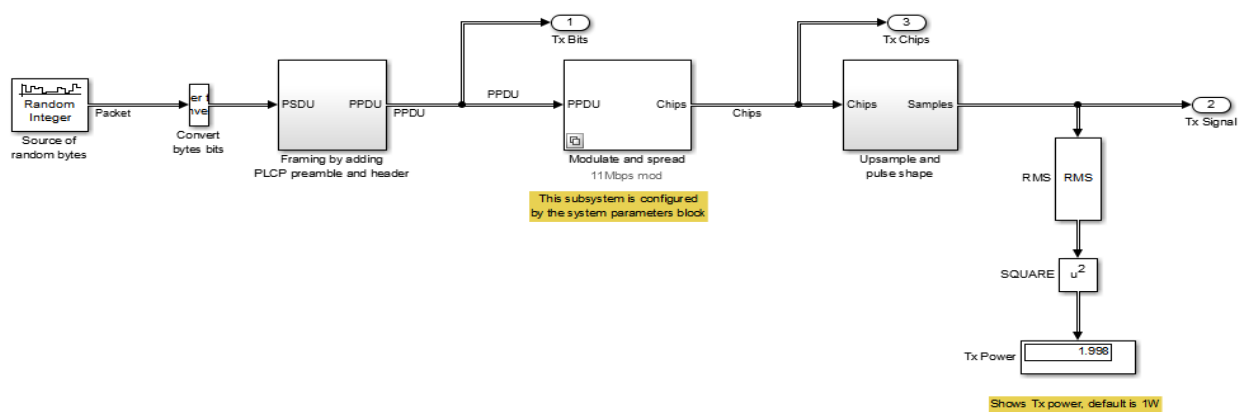 1
Tx Bits
3
Tx Chips
Random
Integer
Source of
random bytes
Packet
Convert
bytes bits
PSDU
PPDU
Framing by adding
PLCP preamble and header
PPDU
PPDU
PPDU
Chips
Modulate and spread
11Mbps mod
This subsystem is configured
by the system parameters block
Chips
Chips
Samples
Upsample and
pulse shape
2
Tx Signal
RMS
RMS
SQUARE
u²
Tx Power
1.998
Shows Tx power, default is 1W